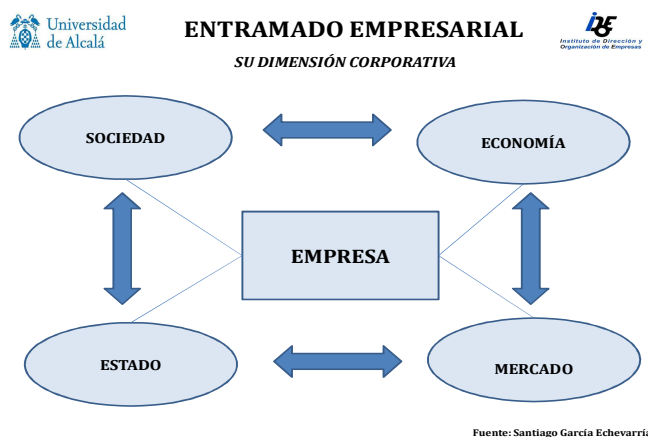 Universidad
de Alcalá
ENTRAMADO EMPRESARIAL
SU DIMENSIÓN CORPORATIVA
Instituto de Dirección y
Organización de Empresas
SOCIEDAD
ECONOMÍA
EMPRESA
ESTADO
MERCADO
Fuente: Santiago García Echevarría